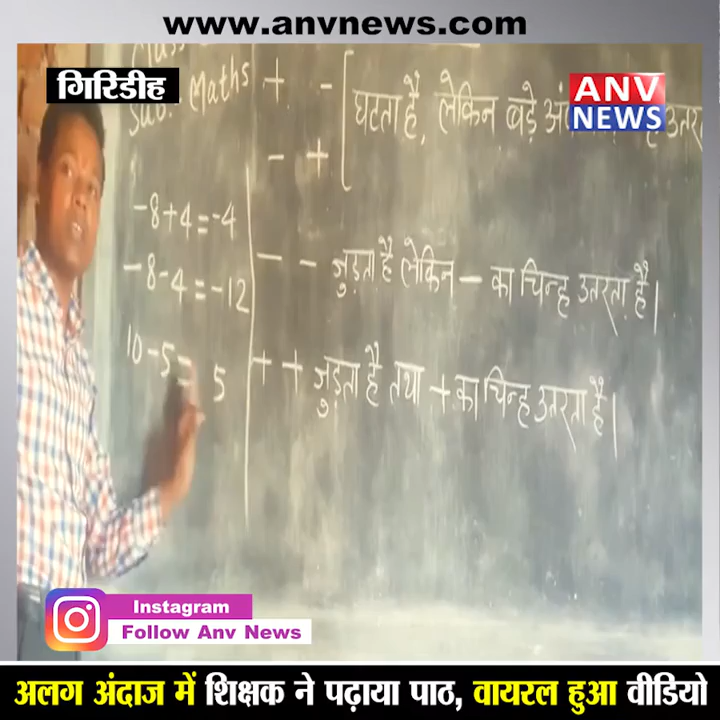 www.anvnews.com
गिरिडीह
ANV
NEWS
Sub. Maths
+ -
घटता है, लेकिन बड़े
- +
-8+4=-4
-8-4=-12
10-5= 5
- - जुड़ता है लेकिन - का चिन्ह उतरता है।
+ + जुड़ता है तथा + का चिन्ह उतरता है।
Instagram
Follow Anv News
अलग अंदाज में शिक्षक ने पढ़ाया पाठ, वायरल हुआ वीडियो